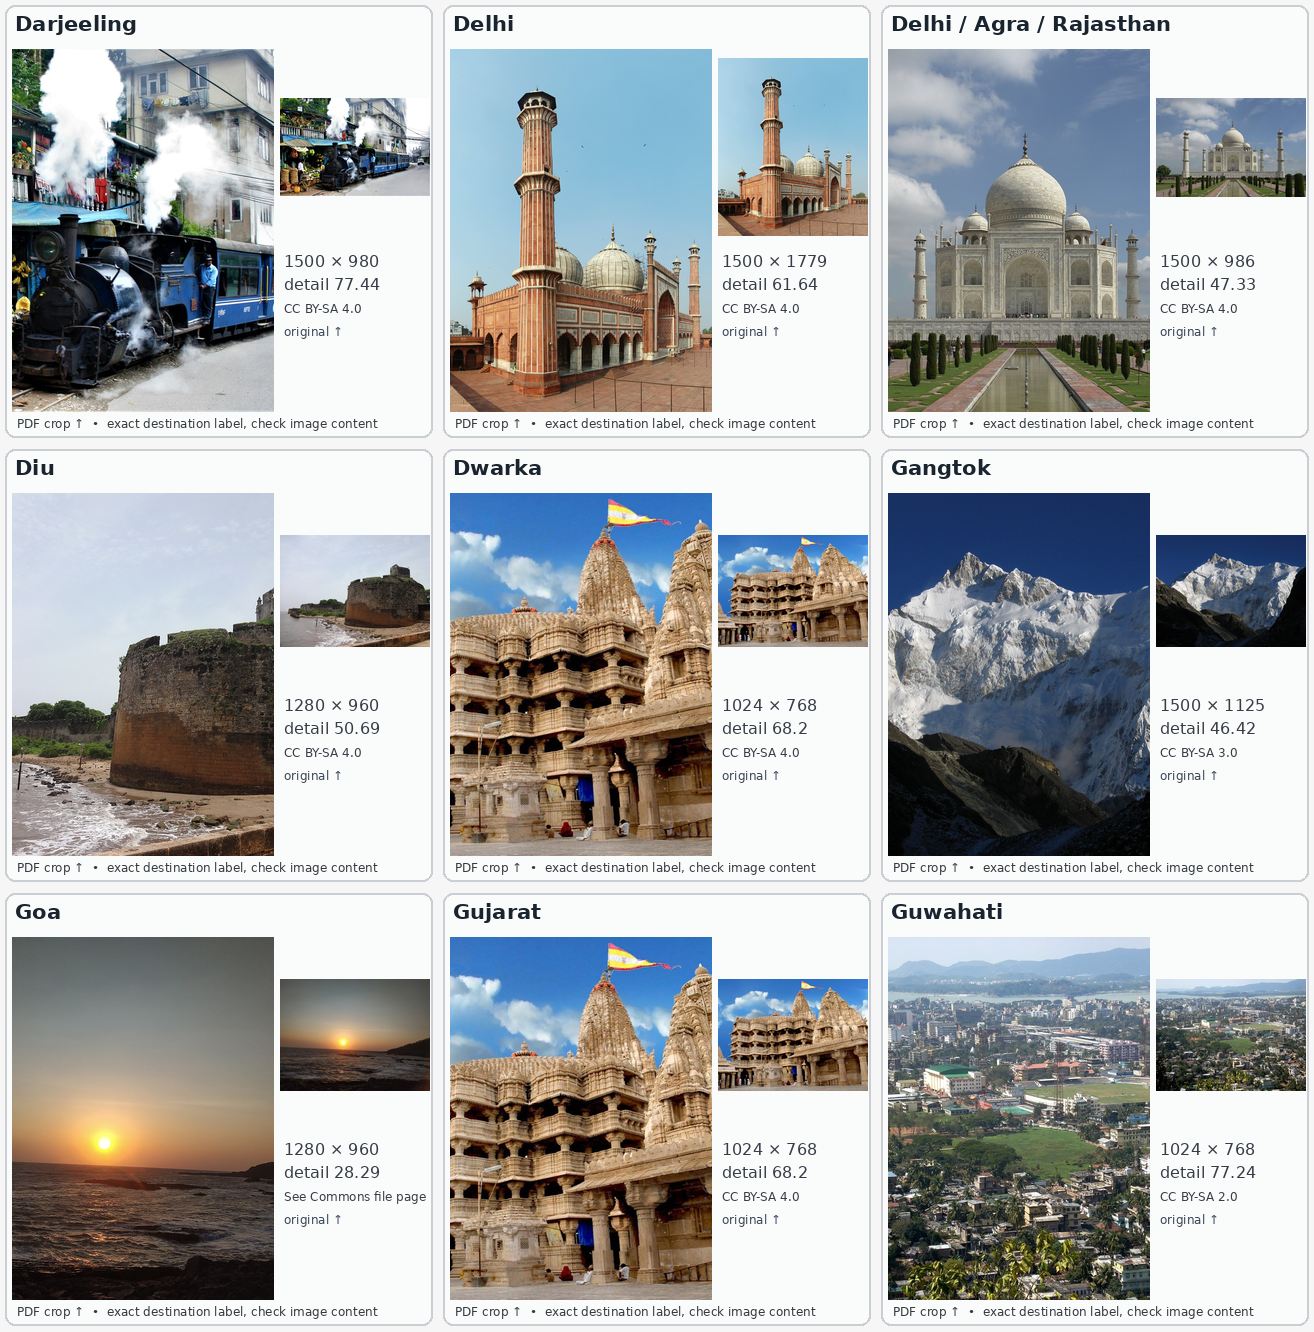 Darjeeling
1500 × 980
detail 77.44
CC BY-SA 4.0
original ↑
PDF crop ↑ • exact destination label, check image content
Delhi
1500 × 1779
detail 61.64
CC BY-SA 4.0
original ↑
PDF crop ↑ • exact destination label, check image content
Delhi / Agra / Rajasthan
1500 × 986
detail 47.33
CC BY-SA 4.0
original ↑
PDF crop ↑ • exact destination label, check image content
Diu
1280 × 960
detail 50.69
CC BY-SA 4.0
original ↑
PDF crop ↑ • exact destination label, check image content
Dwarka
1024 × 768
detail 68.2
CC BY-SA 4.0
original ↑
PDF crop ↑ • exact destination label, check image content
Gangtok
1500 × 1125
detail 46.42
CC BY-SA 3.0
original ↑
PDF crop ↑ • exact destination label, check image content
Goa
1280 × 960
detail 28.29
See Commons file page
original ↑
PDF crop ↑ • exact destination label, check image content
Gujarat
1024 × 768
detail 68.2
CC BY-SA 4.0
original ↑
PDF crop ↑ • exact destination label, check image content
Guwahati
1024 × 768
detail 77.24
CC BY-SA 2.0
original ↑
PDF crop ↑ • exact destination label, check image content